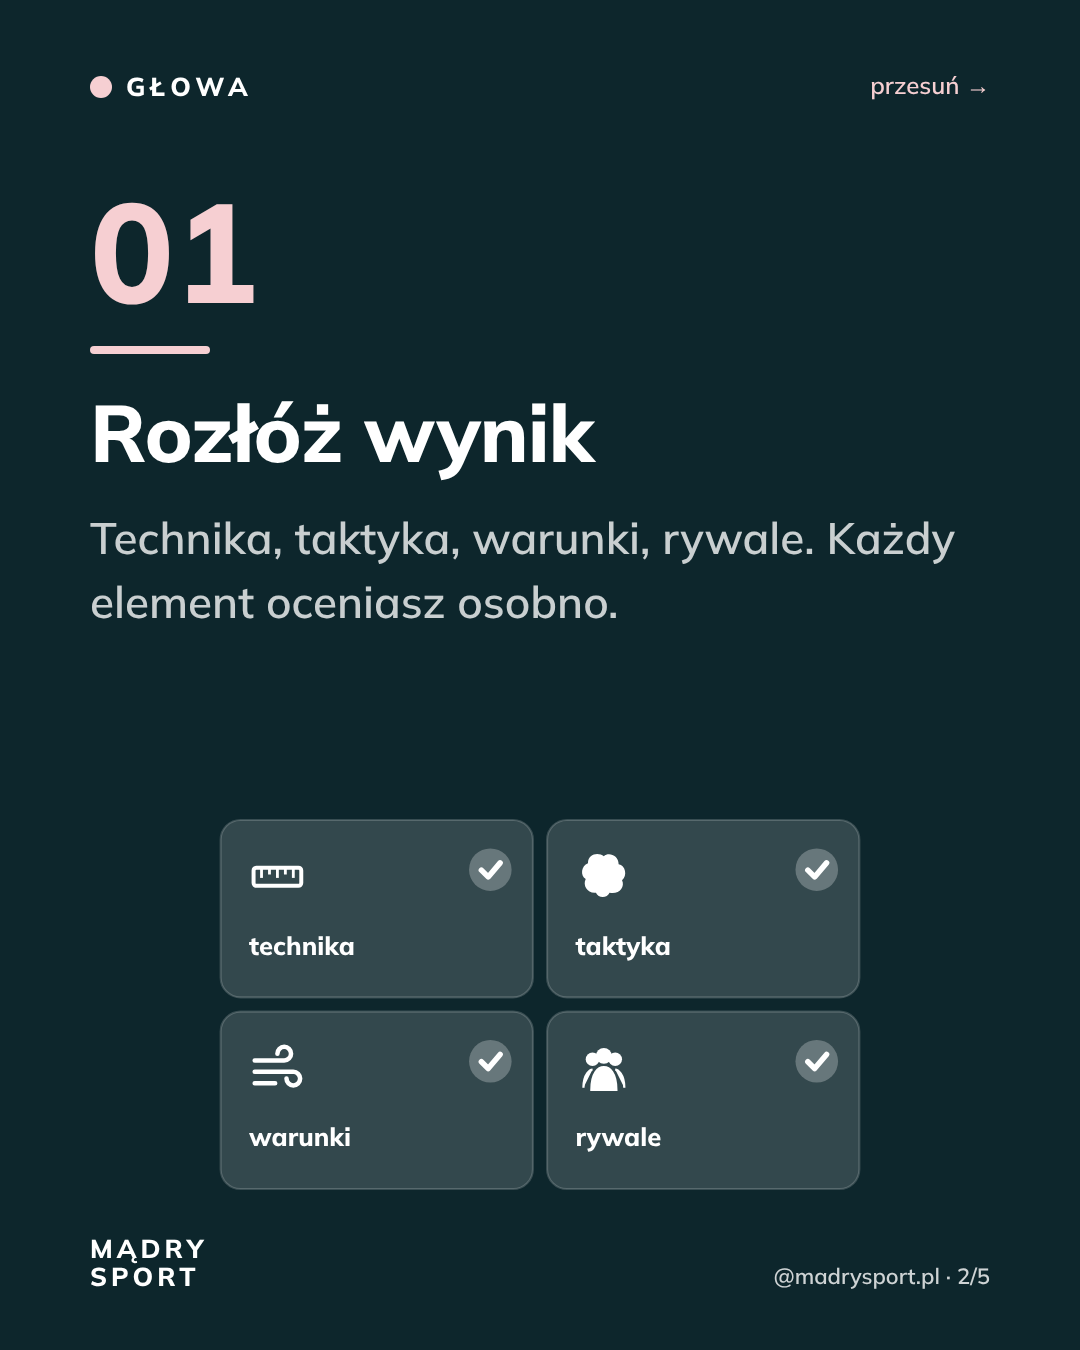 GŁOWA
przesuń →
01
Rozłóż wynik
Technika, taktyka, warunki, rywale. Każdy
element oceniasz osobno.
technika
taktyka
warunki
rywale
MĄDRY
SPORT
@madrysport.pl · 2/5